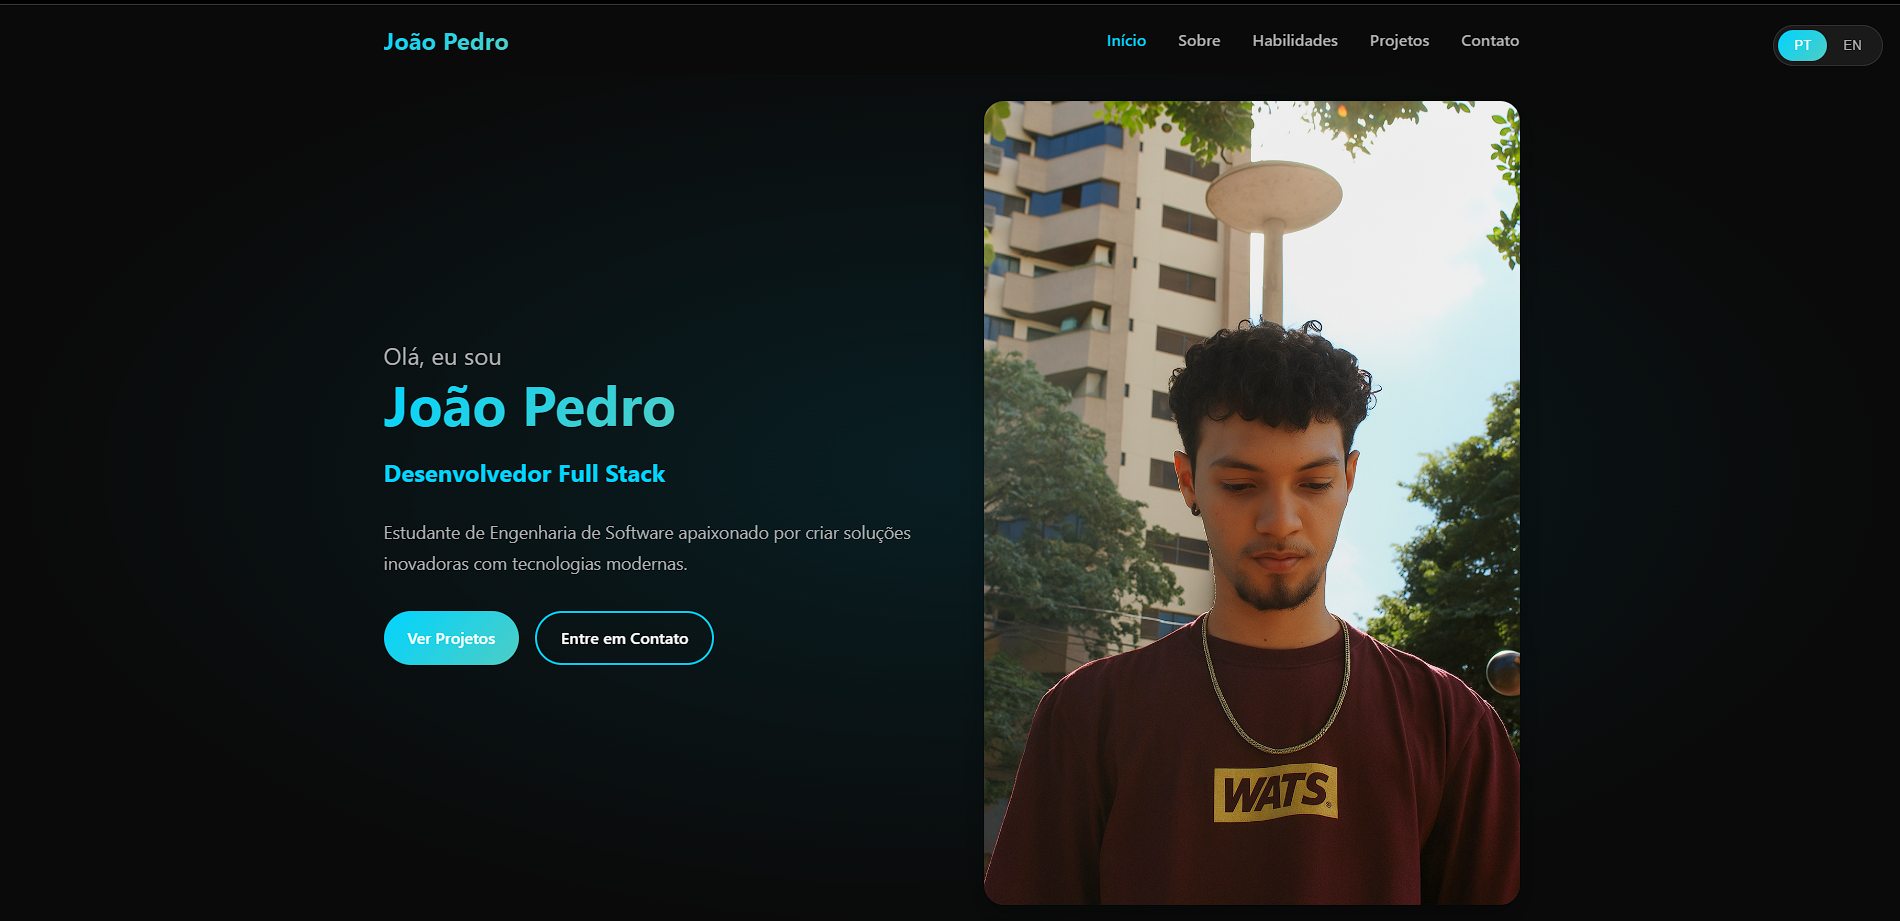 João Pedro
Início Sobre Habilidades Projetos Contato
PT EN
Olá, eu sou
João Pedro
Desenvolvedor Full Stack
Estudante de Engenharia de Software apaixonado por criar soluções
inovadoras com tecnologias modernas.
Ver Projetos Entre em Contato
WATS®